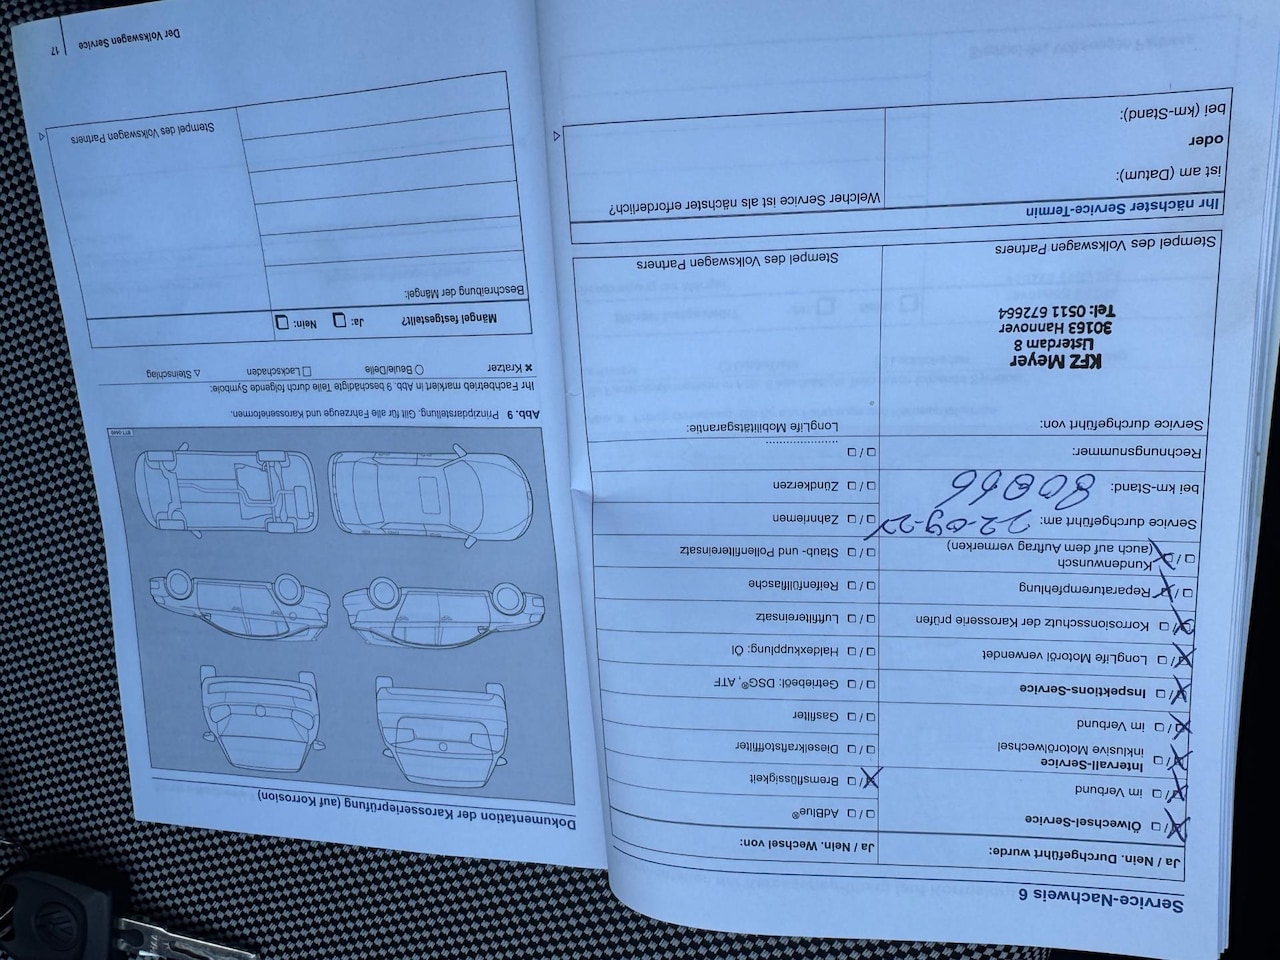 Service-Nachweis 6
Ja / Nein. Durchgeführt wurde:
Ölwechsel-Service
im Verbund
Intervall-Service
inklusive Motorölwechsel
im Verbund
Inspektions-Service
LongLife Motoröl verwendet
Korrosionsschutz der Karosserie prüfen
Reparaturempfehlung
Kundenwunsch
(auch auf dem Auftrag vermerken)
Service durchgeführt am: 22-09-22
bei km-Stand: 80066
Rechnungsnummer:
Service durchgeführt von:
KFZ Meyer
Listerdam 8
30163 Hannover
Tel: 0511 672664
Stempel des Volkswagen Partners
Ja / Nein. Wechsel von:
AdBlue®
Bremsflüssigkeit
Dieselkraftstofffilter
Gasfilter
Getriebeöl: DSG®, ATF
Haldexkupplung: Öl
Luftfiltereinsatz
Reifenfüllflasche
Staub- und Pollenfiltereinsatz
Zahnriemen
Zündkerzen
LongLife Mobilitätsgarantie:
Stempel des Volkswagen Partners
Ihr nächster Service-Termin
ist am (Datum):
oder
bei (km-Stand):
Welcher Service ist als nächster erforderlich?
Dokumentation der Karosserieprüfung (auf Korrosion)
Abb. 9 Prinzipdarstellung. Gilt für alle Fahrzeuge und Karosserieformen.
Ihr Fachbetrieb markiert in Abb. 9 beschädigte Teile durch folgende Symbole:
Kratzer Beule/Delle Lackschaden Steinschlag
Mängel festgestellt? Ja: Nein:
Beschreibung der Mängel:
Stempel des Volkswagen Partners
Der Volkswagen Service 17